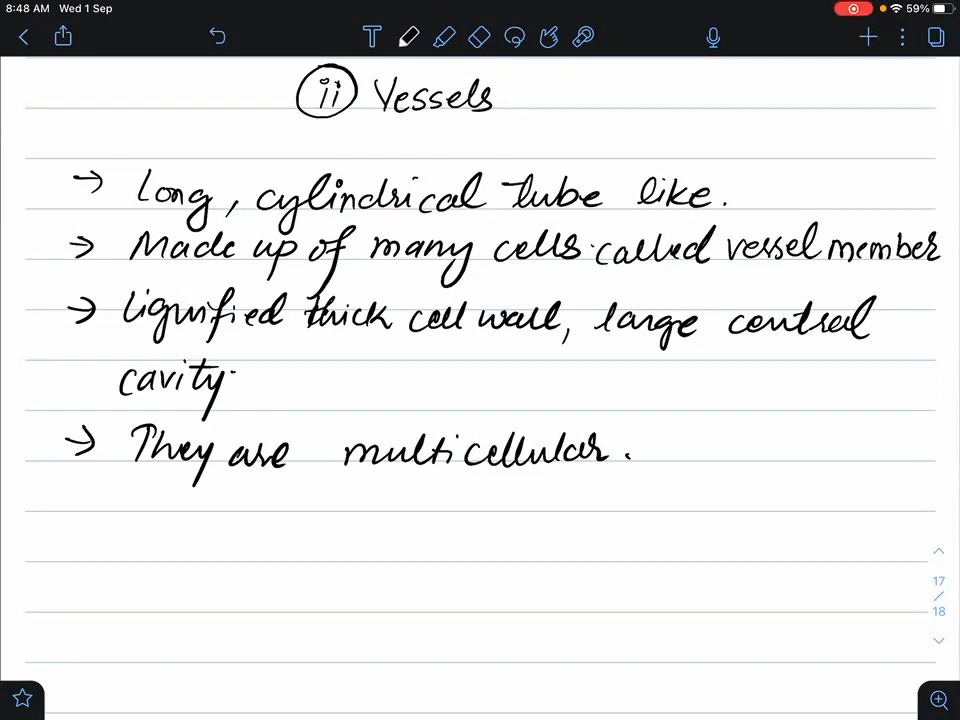 8:48 AM Wed 1 Sep
59%
ii Vessels
→ Long, cylindrical tube like.
→ Made up of many cells called vessel member
→ Lignified thick cell wall, large central
cavity.
→ They are multicellular.
17
/
18